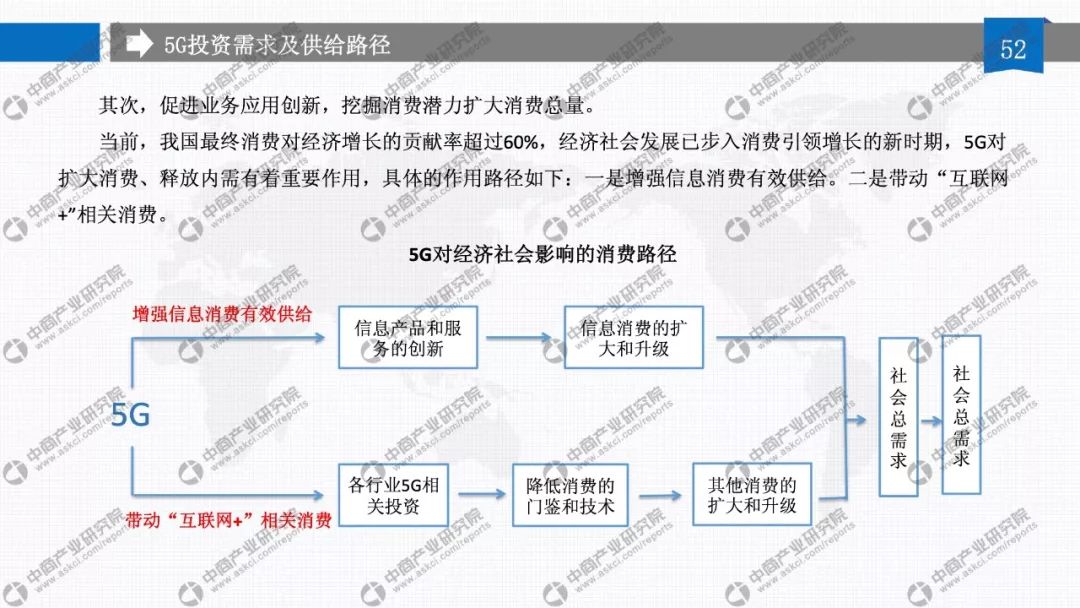 5G投资需求及供给路径
52
其次，促进业务应用创新，挖掘消费潜力扩大消费总量。
当前，我国最终消费对经济增长的贡献率超过60%，经济社会发展已步入消费引领增长的新时期，5G对
扩大消费、释放内需有着重要作用，具体的作用路径如下：一是增强信息消费有效供给。二是带动“互联网
+”相关消费。
5G对经济社会影响的消费路径
增强信息消费有效供给
信息产品和服
务的创新
信息消费的扩
大和升级
5G
社会总需求
社会总需求
各行业5G相
关投资
降低消费的
门鉴和技术
其他消费的
扩大和升级
带动“互联网+”相关消费
中商产业研究院
www.askci.com/reports